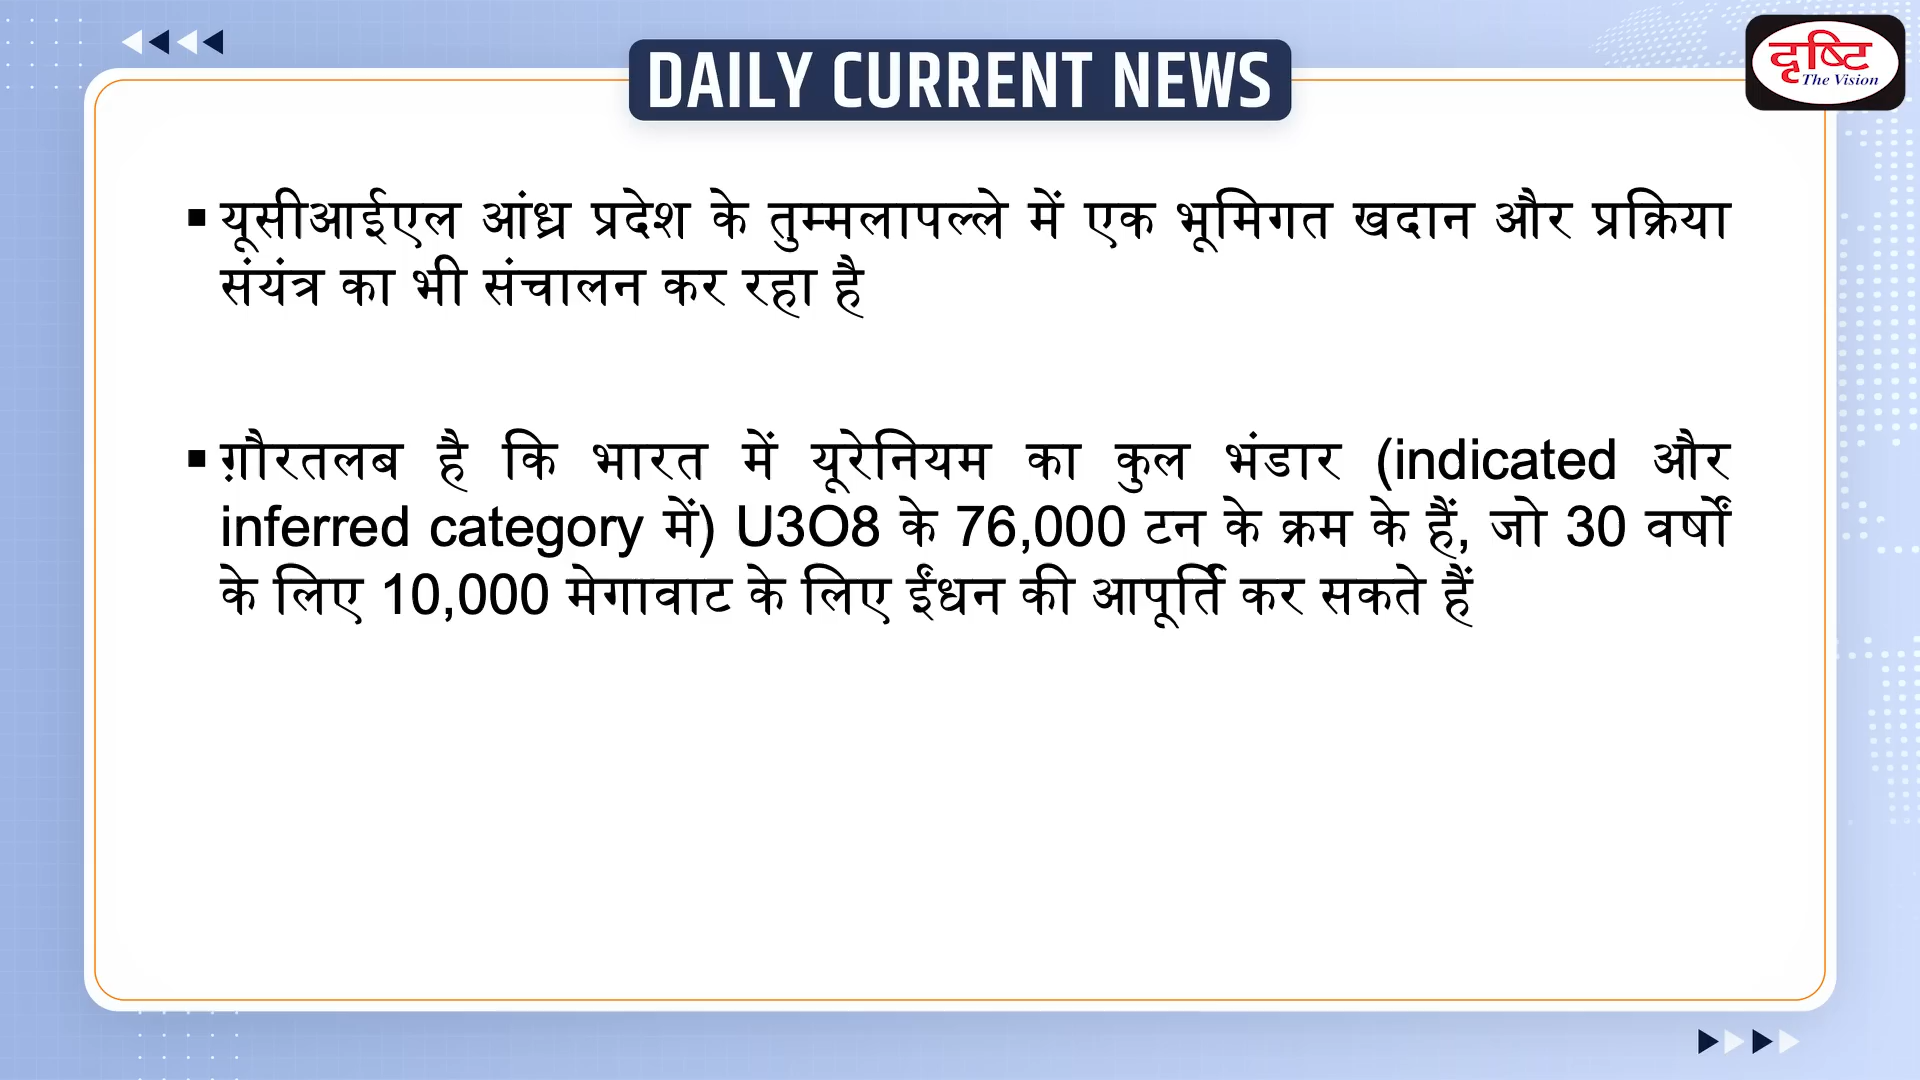 DAILY CURRENT NEWS
दृष्टि
The Vision
▪ यूसीआईएल आंध्र प्रदेश के तुम्मलापल्ले में एक भूमिगत खदान और प्रक्रिया
संयंत्र का भी संचालन कर रहा है
▪ ग़ौरतलब है कि भारत में यूरेनियम का कुल भंडार (indicated और
inferred category में) U3O8 के 76,000 टन के क्रम के हैं, जो 30 वर्षों
के लिए 10,000 मेगावाट के लिए ईंधन की आपूर्ति कर सकते हैं